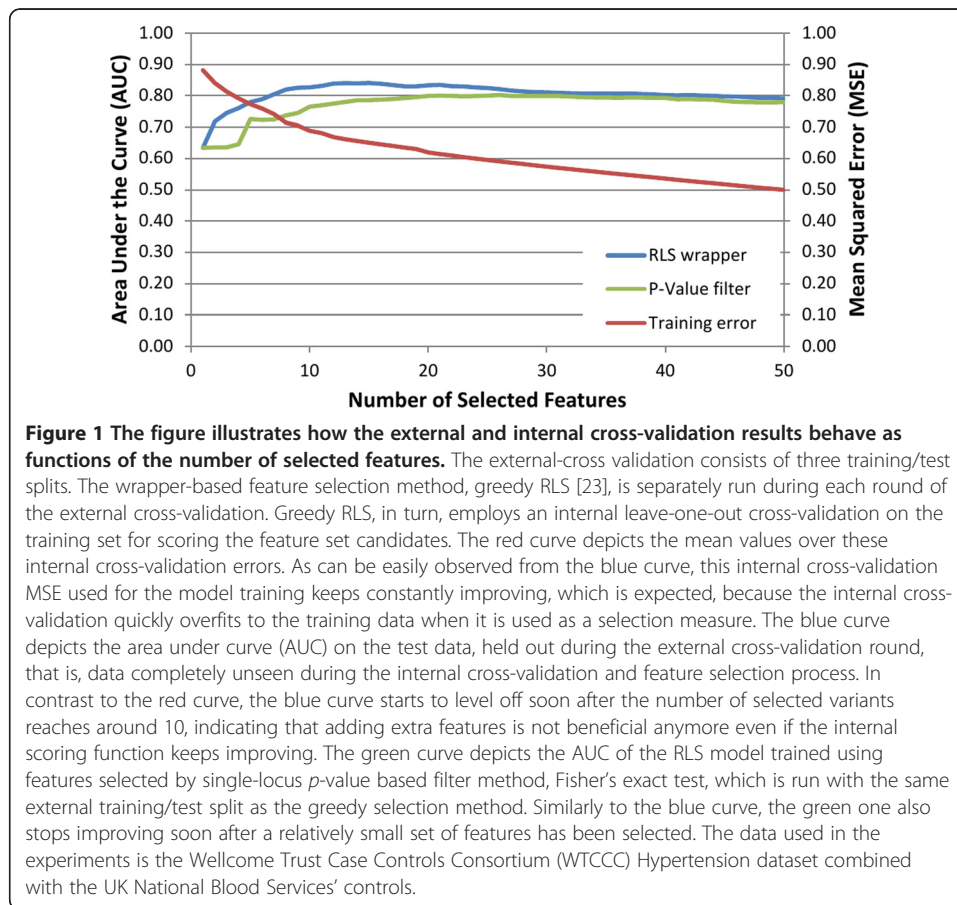 1.00
0.90
0.80
0.70
0.60
0.50
0.40
0.30
0.20
0.10
0.00
Area Under the Curve (AUC)
1.00
0.90
0.80
0.70
0.60
0.50
0.40
0.30
0.20
0.10
0.00
Mean Squared Error (MSE)
RLS wrapper
P-Value filter
Training error
0 10 20 30 40 50
Number of Selected Features
Figure 1 The figure illustrates how the external and internal cross-validation results behave as
functions of the number of selected features. The external-cross validation consists of three training/test
splits. The wrapper-based feature selection method, greedy RLS [23], is separately run during each round of
the external cross-validation. Greedy RLS, in turn, employs an internal leave-one-out cross-validation on the
training set for scoring the feature set candidates. The red curve depicts the mean values over these
internal cross-validation errors. As can be easily observed from the blue curve, this internal cross-validation
MSE used for the model training keeps constantly improving, which is expected, because the internal cross-
validation quickly overfits to the training data when it is used as a selection measure. The blue curve
depicts the area under curve (AUC) on the test data, held out during the external cross-validation round,
that is, data completely unseen during the internal cross-validation and feature selection process. In
contrast to the red curve, the blue curve starts to level off soon after the number of selected variants
reaches around 10, indicating that adding extra features is not beneficial anymore even if the internal
scoring function keeps improving. The green curve depicts the AUC of the RLS model trained using
features selected by single-locus p-value based filter method, Fisher's exact test, which is run with the same
external training/test split as the greedy selection method. Similarly to the blue curve, the green one also
stops improving soon after a relatively small set of features has been selected. The data used in the
experiments is the Wellcome Trust Case Controls Consortium (WTCCC) Hypertension dataset combined
with the UK National Blood Services' controls.